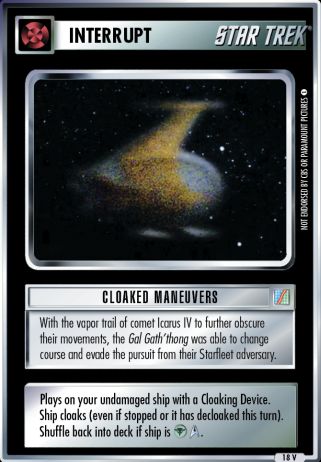 INTERRUPT STAR TREK®
NOT ENDORSED BY CBS OR PARAMOUNT PICTURES
CLOAKED MANEUVERS
With the vapor trail of comet Icarus IV to further obscure
their movements, the Gal Gath'thong was able to change
course and evade the pursuit from their Starfleet adversary.
Plays on your undamaged ship with a Cloaking Device.
Ship cloaks (even if stopped or it has decloaked this turn).
Shuffle back into deck if ship is
18 V